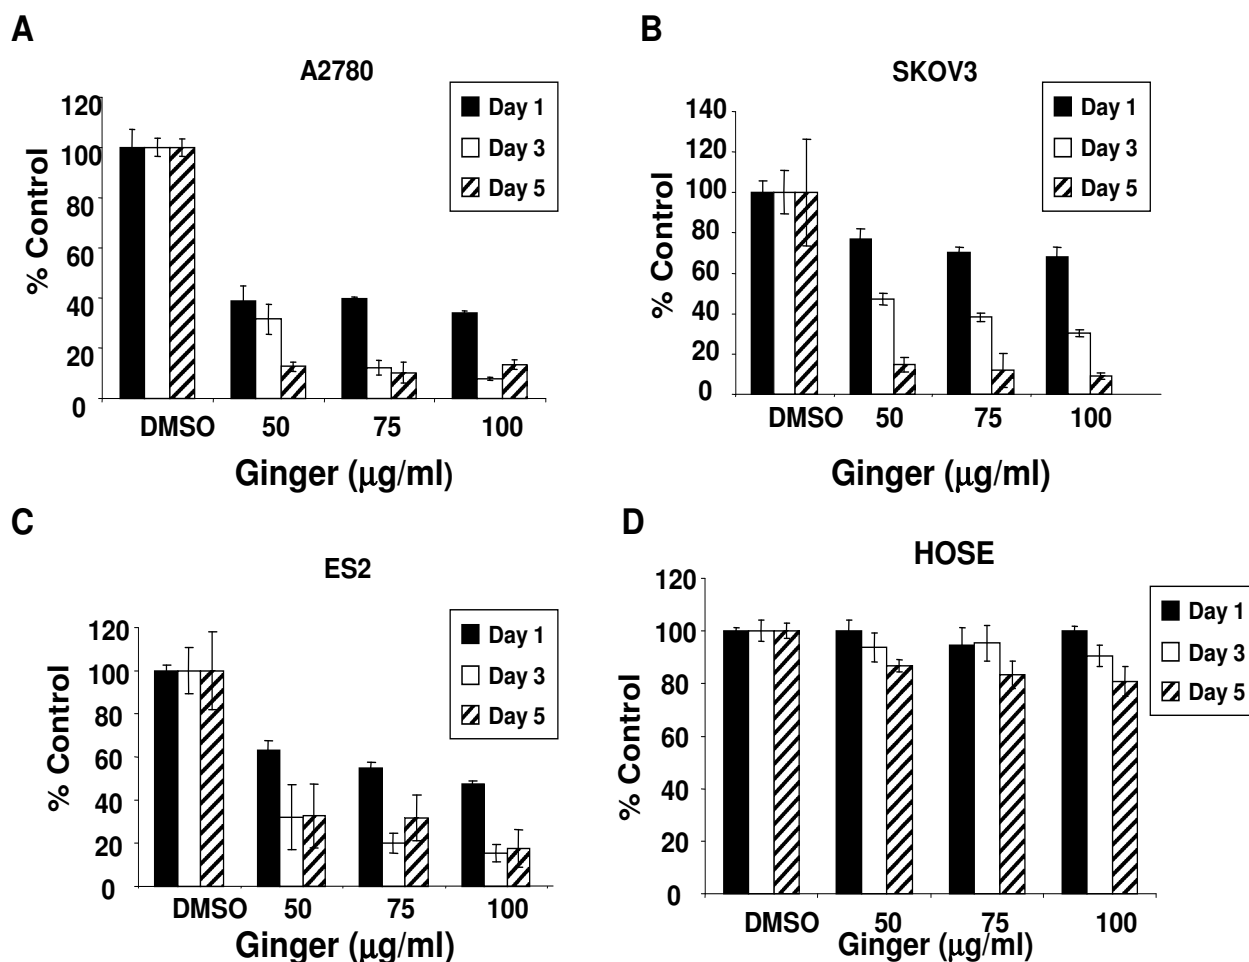 A
A2780
Day 1
Day 3
Day 5
120
100
80
60
40
20
0
% Control
DMSO 50 75 100
Ginger (µg/ml)
B
SKOV3
Day 1
Day 3
Day 5
140
120
100
80
60
40
20
0
% Control
DMSO 50 75 100
Ginger (µg/ml)
C
ES2
Day 1
Day 3
Day 5
120
100
80
60
40
20
0
% Control
DMSO 50 75 100
Ginger (µg/ml)
D
HOSE
Day 1
Day 3
Day 5
120
100
80
60
40
20
0
% Control
DMSO 50 75 100
Ginger (µg/ml)